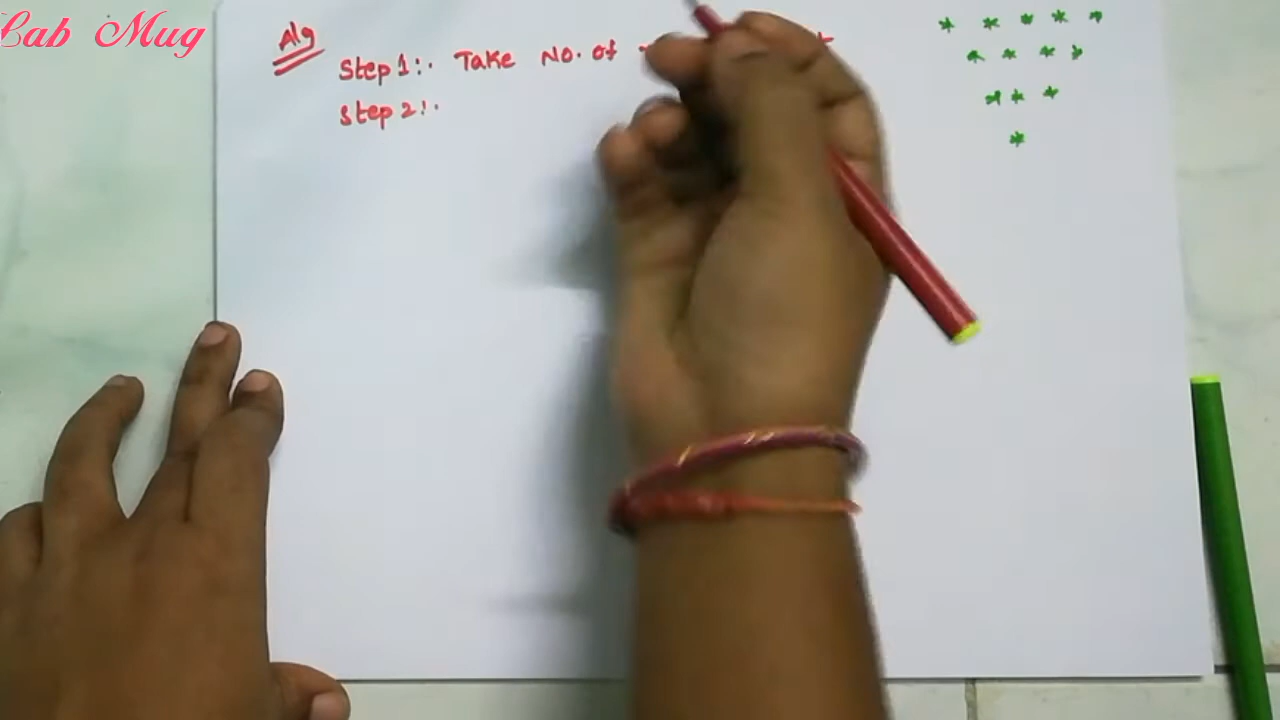 Lab Mug
Alg
Step 1:. Take No. of
Step 2:.
* * * * *
* * * *
* * *
*